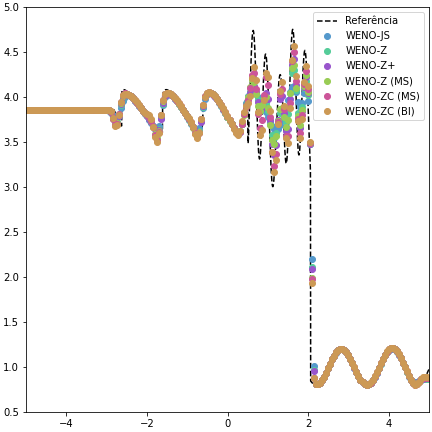 5.0
4.5
4.0
3.5
3.0
2.5
2.0
1.5
1.0
0.5
−4
−2
0
2
4
Referência
WENO-JS
WENO-Z
WENO-Z+
WENO-Z (MS)
WENO-ZC (MS)
WENO-ZC (BI)